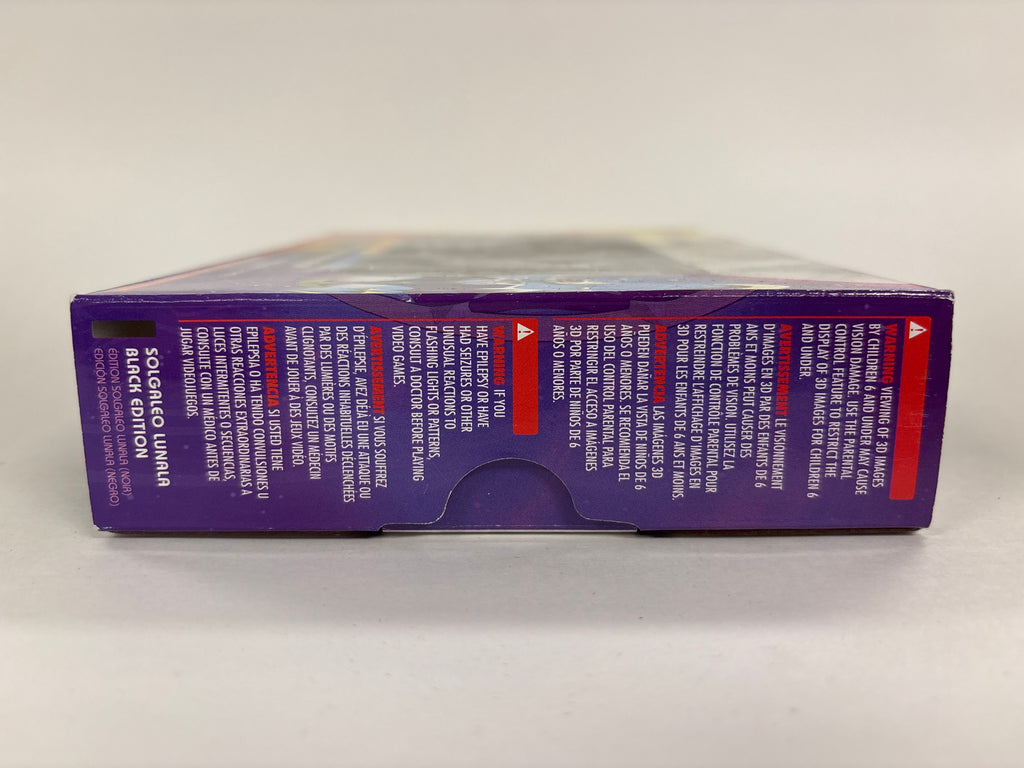 WARNING VIEWING OF 3D IMAGES
BY CHILDREN 6 AND UNDER MAY CAUSE
VISION DAMAGE. USE THE PARENTAL
CONTROL FEATURE TO RESTRICT THE
DISPLAY OF 3D IMAGES FOR CHILDREN 6
AND UNDER.
AVERTISSEMENT LE VISIONNEMENT
D'IMAGES EN 3D PAR DES ENFANTS DE 6
ANS ET MOINS PEUT CAUSER DES
PROBLÈMES DE VISION. UTILISEZ LA
FONCTION DE CONTRÔLE PARENTAL POUR
RESTREINDRE L'AFFICHAGE D'IMAGES EN
3D POUR LES ENFANTS DE 6 ANS ET MOINS.
ADVERTENCIA LAS IMÁGENES 3D
PUEDEN DAÑAR LA VISTA DE NIÑOS DE 6
AÑOS O MENORES. SE RECOMIENDA EL
USO DEL CONTROL PARENTAL PARA
RESTRINGIR EL ACCESO A IMÁGENES
3D POR PARTE DE NIÑOS DE 6
AÑOS O MENORES.
WARNING IF YOU
HAVE EPILEPSY OR HAVE
HAD SEIZURES OR OTHER
UNUSUAL REACTIONS TO
FLASHING LIGHTS OR PATTERNS,
CONSULT A DOCTOR BEFORE PLAYING
VIDEO GAMES.
AVERTISSEMENT SI VOUS SOUFFREZ
D'ÉPILEPSIE, AVEZ DÉJÀ EU UNE ATTAQUE OU
DES RÉACTIONS INHABITUELLES DÉCLENCHÉES
PAR DES LUMIÈRES OU DES MOTIFS
CLIGNOTANTS, CONSULTEZ UN MÉDECIN
AVANT DE JOUER À DES JEUX VIDÉO.
ADVERTENCIA SI USTED TIENE
EPILEPSIA O HA TENIDO CONVULSIONES U
OTRAS REACCIONES EXTRAORDINARIAS A
LUCES INTERMITENTES O SECUENCIAS,
CONSULTE CON UN MÉDICO ANTES DE
JUGAR VIDEOJUEGOS.
SOLGALEO LUNALA
BLACK EDITION
ÉDITION SOLGALEO LUNALA (NOIR)
EDICIÓN SOLGALEO LUNALA (NEGRO)